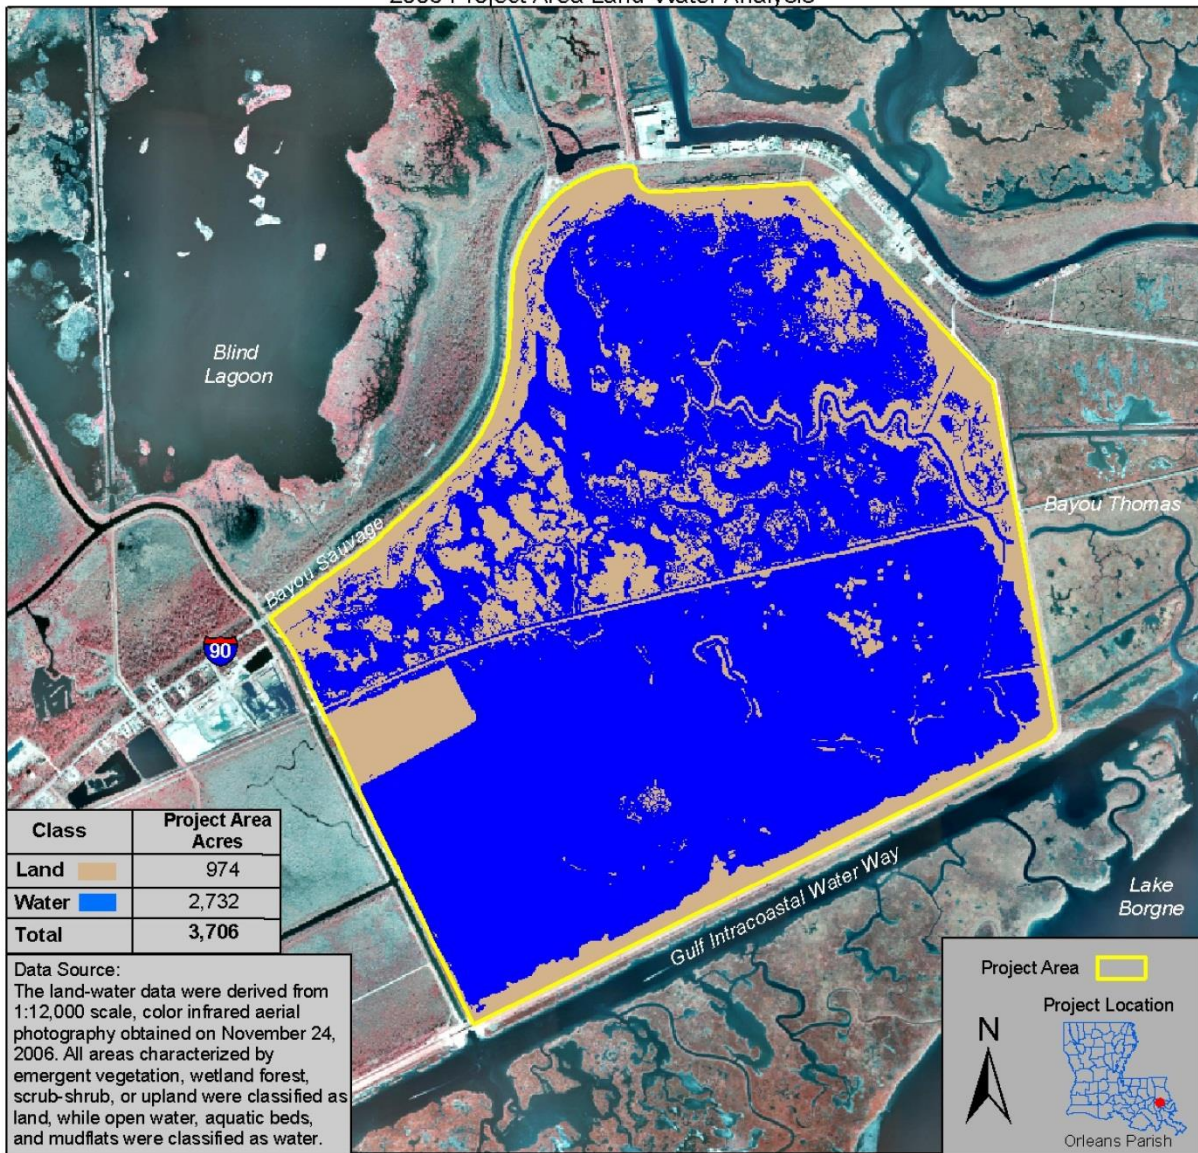 Blind
Lagoon
Bayou Sauvage
90
Bayou Thomas
Gulf Intracoastal Water Way
Lake
Borgne
Class Project Area
Acres
Land 974
Water 2,732
Total 3,706
Data Source:
The land-water data were derived from
1:12,000 scale, color infrared aerial
photography obtained on November 24,
2006. All areas characterized by
emergent vegetation, wetland forest,
scrub-shrub, or upland were classified as
land, while open water, aquatic beds,
and mudflats were classified as water.
Project Area
Project Location
N
Orleans Parish